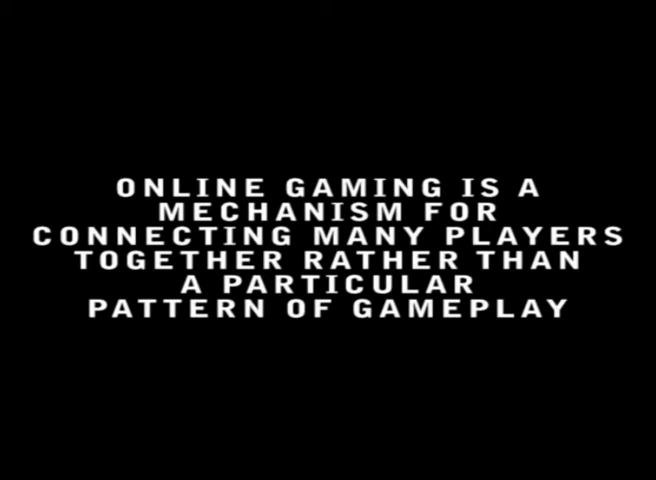 ONLINE GAMING IS A
MECHANISM FOR
CONNECTING MANY PLAYERS
TOGETHER RATHER THAN
A PARTICULAR
PATTERN OF GAMEPLAY